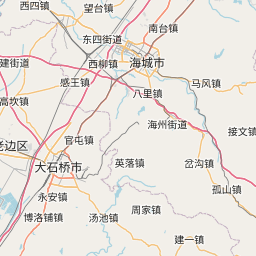 西四镇
望台镇
南台镇
东四街道
建街道
西柳镇
海城市
感王镇
马风镇
八里镇
高坎镇
海州街道
接文镇
官屯镇
老边区
英落镇
岔沟镇
大石桥市
孤山镇
永安镇
周家镇
博洛铺镇
汤池镇
建一镇